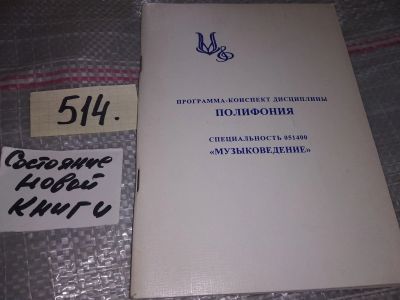 514.
Состояние
новой
книги
ПРОГРАММА-КОНСПЕКТ ДИСЦИПЛИНЫ
ПОЛИФОНИЯ
СПЕЦИАЛЬНОСТЬ 051400
«МУЗЫКОВЕДЕНИЕ»